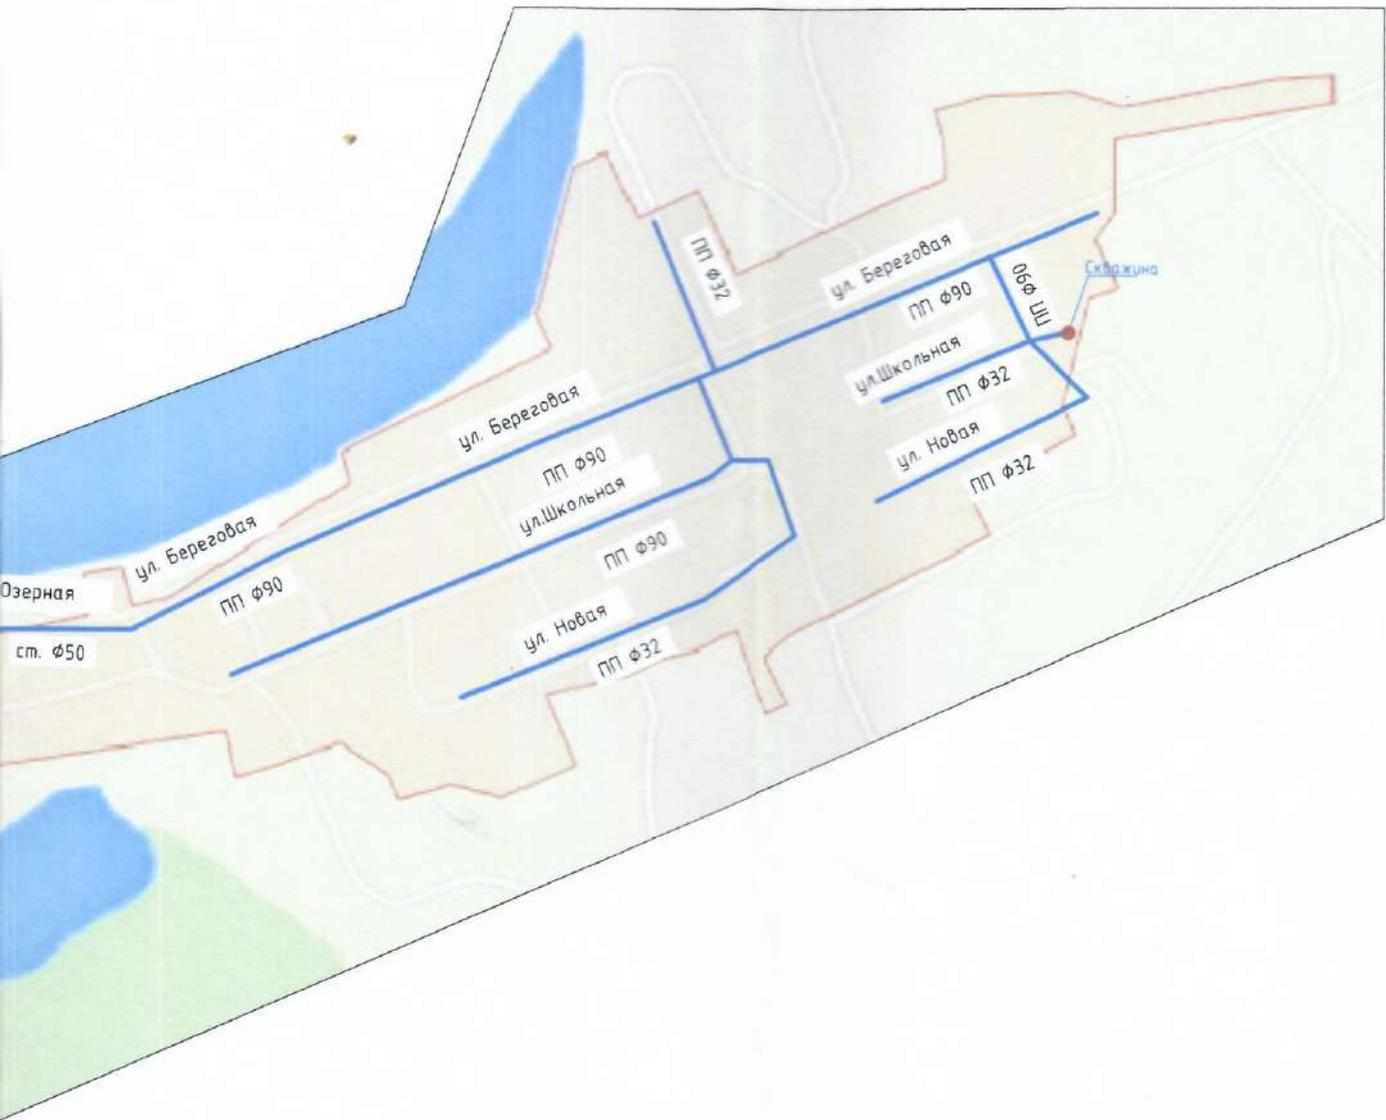 ПП Ф32
ул. Береговая
ПП Ф90
ПП Ф90
Скважина
ул.Школьная
ПП Ф32
ул. Новая
ПП Ф32
ул. Береговая
ПП Ф90
ул.Школьная
ПП Ф90
ул. Береговая
ПП Ф90
Озерная
ст. Ф50
ул. Новая
ПП Ф32